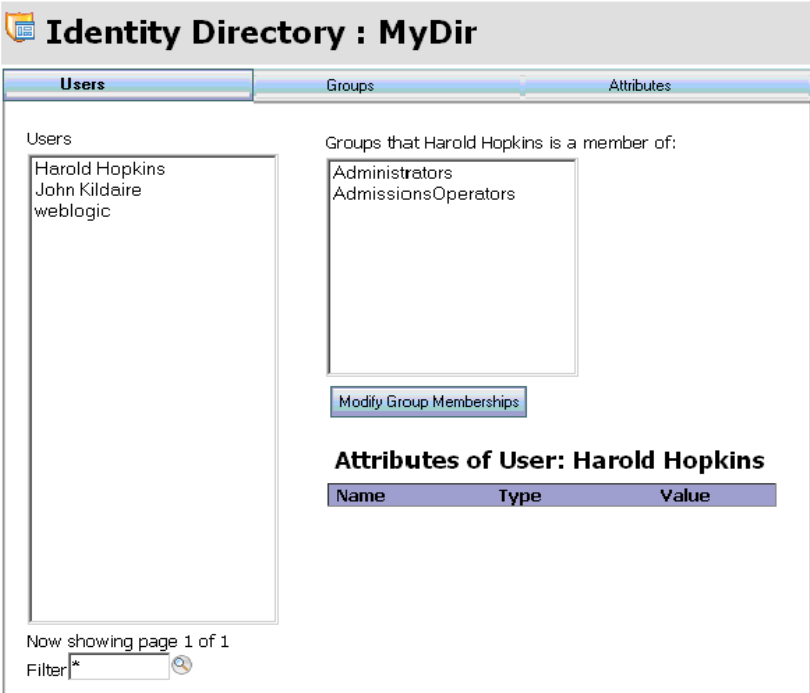 Identity Directory : MyDir
Users Groups Attributes
Users
Harold Hopkins
John Kildaire
weblogic
Now showing page 1 of 1
Filter *
Groups that Harold Hopkins is a member of:
Administrators
AdmissionsOperators
Modify Group Memberships
Attributes of User: Harold Hopkins
Name Type Value